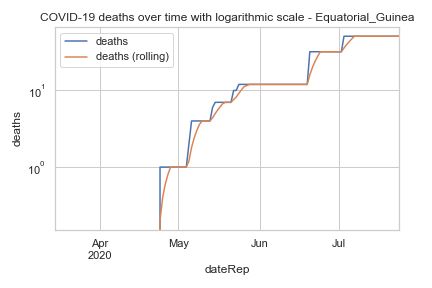 COVID-19 deaths over time with logarithmic scale - Equatorial_Guinea
deaths
deaths (rolling)
10¹
10⁰
deaths
Apr
2020
May
Jun
Jul
dateRep